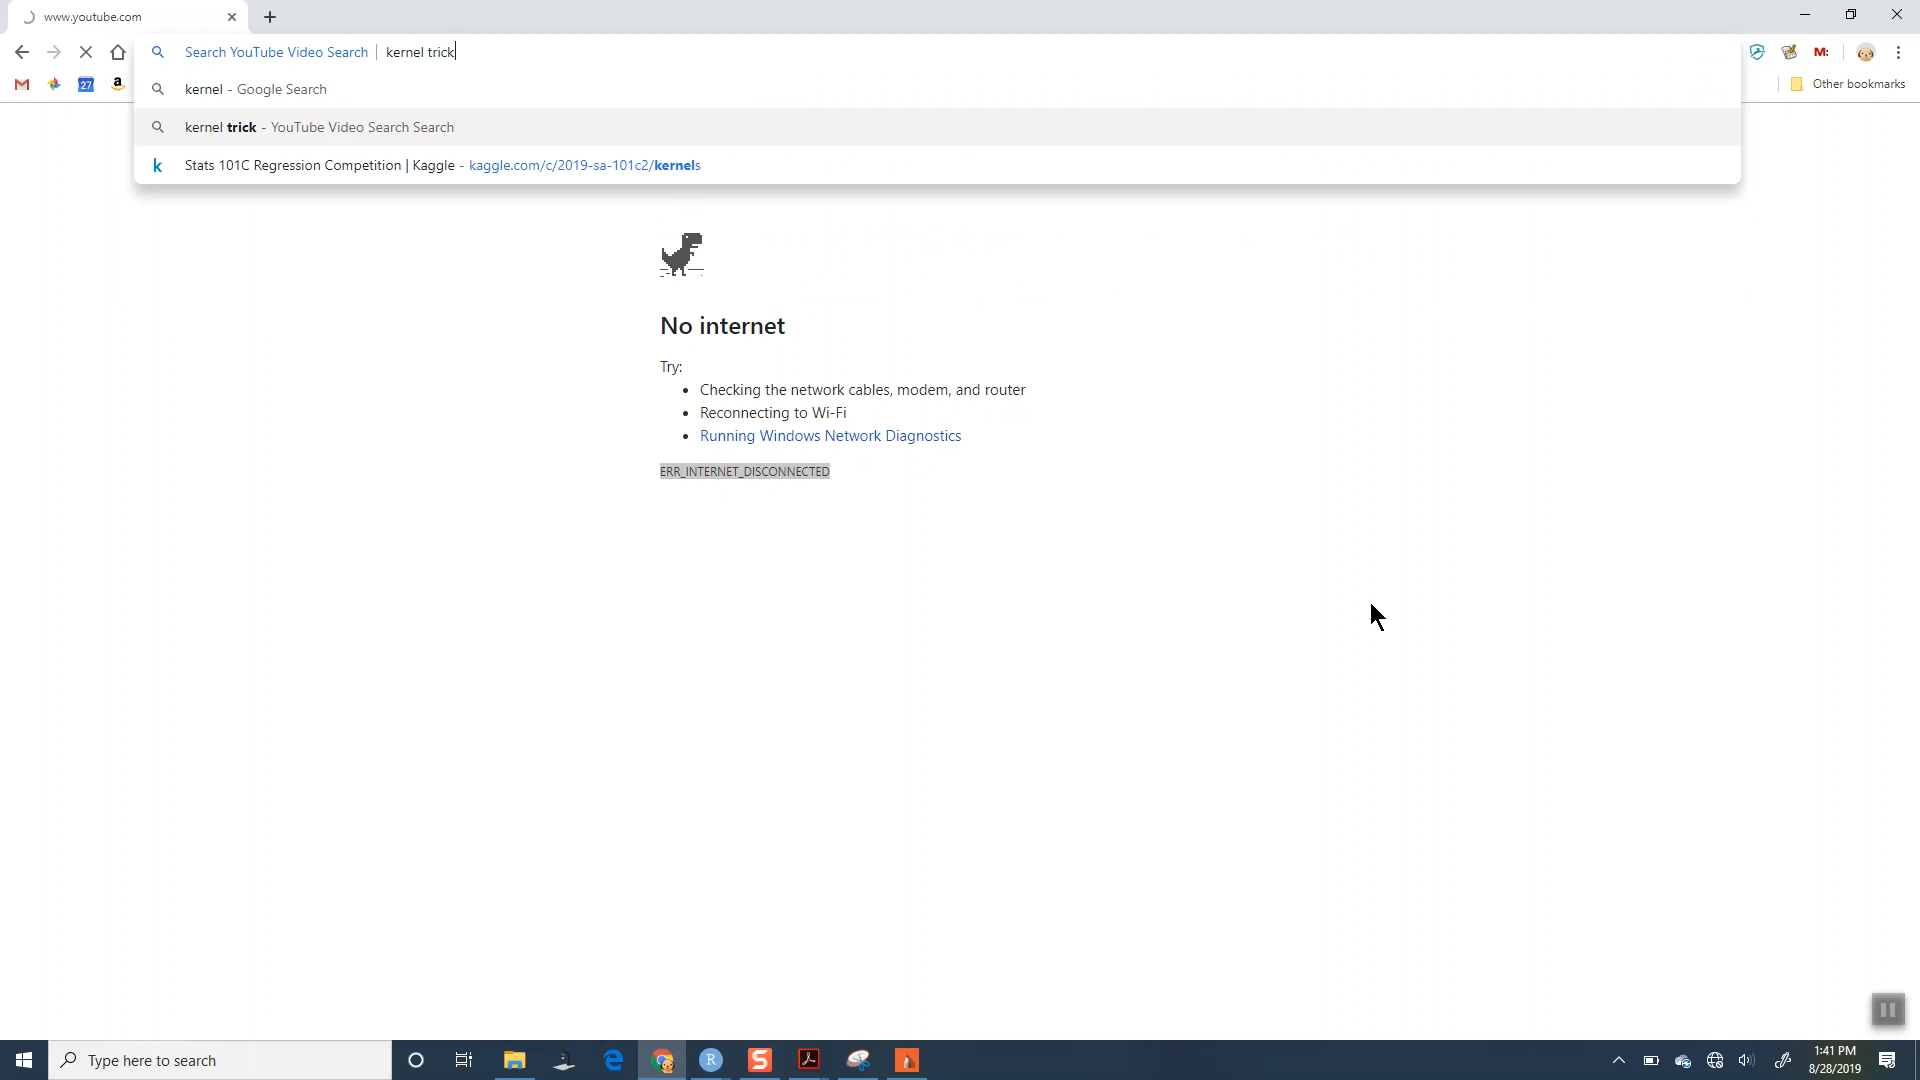 www.youtube.com
Search YouTube Video Search | kernel trick
M:
27
a
Other bookmarks
kernel - Google Search
kernel trick - YouTube Video Search Search
k Stats 101C Regression Competition | Kaggle - kaggle.com/c/2019-sa-101c2/kernels
No internet
Try:
Checking the network cables, modem, and router
Reconnecting to Wi-Fi
Running Windows Network Diagnostics
ERR_INTERNET_DISCONNECTED
Type here to search
R
S
1:41 PM
8/28/2019